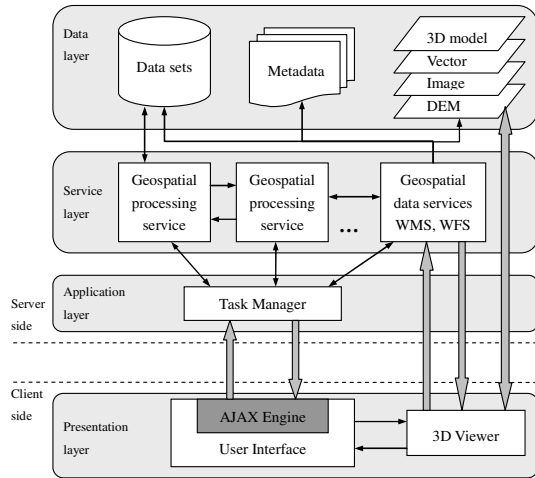 Data
layer
Data sets
Metadata
3D model
Vector
Image
DEM
Service
layer
Geospatial
processing
service
Geospatial
processing
service
...
Geospatial
data services
WMS, WFS
Server
side
Application
layer
Task Manager
Client
side
Presentation
layer
AJAX Engine
User Interface
3D Viewer